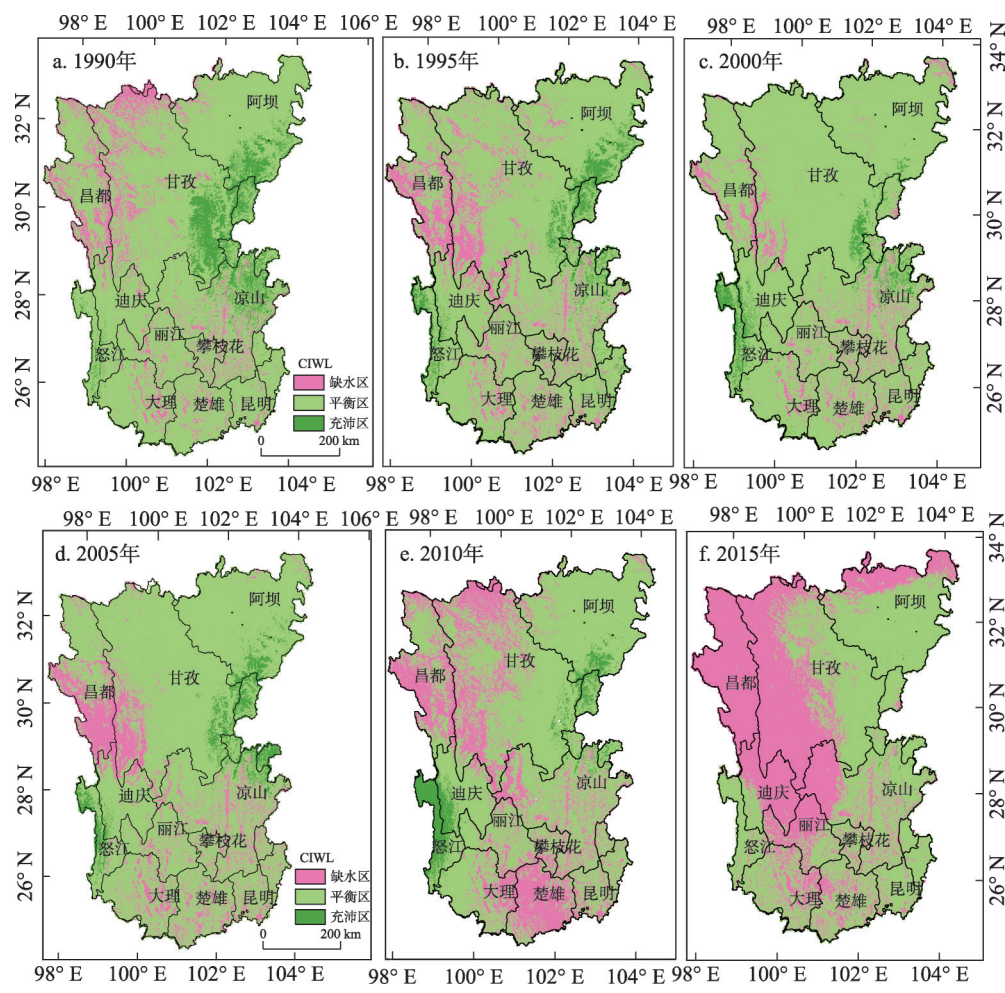 98° E 100° E 102° E 104° E
98° E 100° E 102° E 104° E
98° E 100° E 102° E 104° E
a. 1990年
b. 1995年
c. 2000年
32° N
30° N
28° N
26° N
阿坝
甘孜
昌都
迪庆
凉山
丽江
怒江
攀枝花
大理
楚雄
昆明
CIWL
缺水区
平衡区
充沛区
0 200 km
阿坝
甘孜
昌都
迪庆
凉山
丽江
怒江
攀枝花
大理
楚雄
昆明
阿坝
甘孜
昌都
迪庆
凉山
丽江
怒江
攀枝花
大理
楚雄
昆明
34° N
32° N
30° N
28° N
26° N
98° E 100° E 102° E 104° E
98° E 100° E 102° E 104° E
98° E 100° E 102° E 104° E
98° E 100° E 102° E 104° E 106° E
98° E 100° E 102° E 104° E
98° E 100° E 102° E 104° E
d. 2005年
e. 2010年
f. 2015年
32° N
30° N
28° N
26° N
阿坝
甘孜
昌都
迪庆
凉山
丽江
怒江
攀枝花
大理
楚雄
昆明
CIWL
缺水区
平衡区
充沛区
0 200 km
阿坝
甘孜
昌都
迪庆
凉山
丽江
怒江
攀枝花
大理
楚雄
昆明
阿坝
甘孜
昌都
迪庆
凉山
丽江
怒江
攀枝花
大理
楚雄
昆明
34° N
32° N
30° N
28° N
26° N
98° E 100° E 102° E 104° E
98° E 100° E 102° E 104° E
98° E 100° E 102° E 104° E